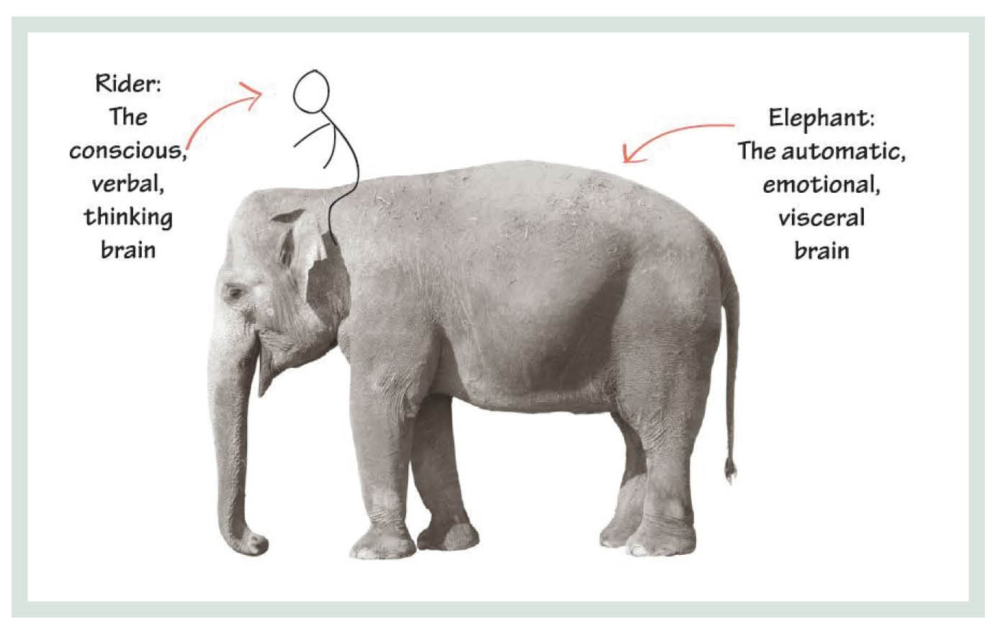 Rider:
The
conscious,
verbal,
thinking
brain
Elephant:
The automatic,
emotional,
visceral
brain